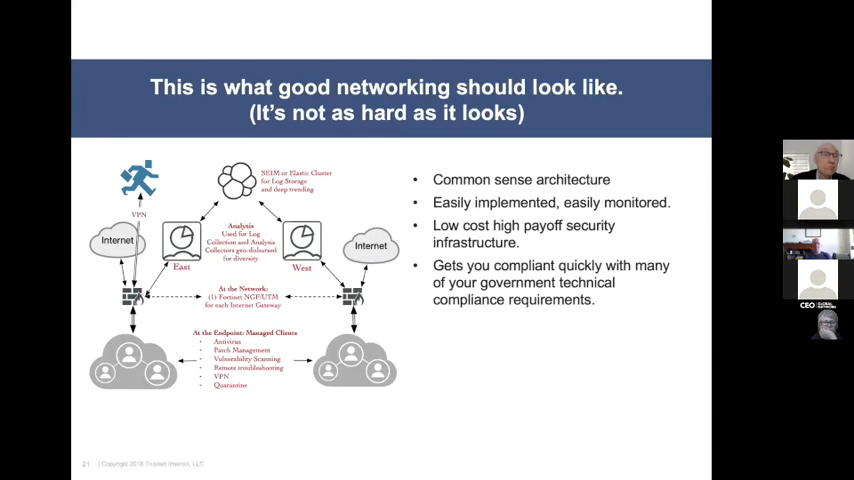 This is what good networking should look like.
(It's not as hard as it looks)
SEIM or Elastic Cluster
for Log Storage
and deep trending
VPN
Internet
Analysis
Used for Log
Collection and Analysis
Collectors geo-disbursed
for diversity
Internet
East
West
At the Network:
(1) Fortinet NGF/UTM
for each Internet Gateway
At the Endpoint: Managed Clients
- Antivirus
- Patch Management
- Vulnerability Scanning
- Remote troubleshooting
- VPN
- Quarantine
• Common sense architecture
• Easily implemented, easily monitored.
• Low cost high payoff security
infrastructure.
• Gets you compliant quickly with many
of your government technical
compliance requirements.
21 | Copyright 2018 Trusted Internet, LLC
CEO GLOBAL
NETWORK